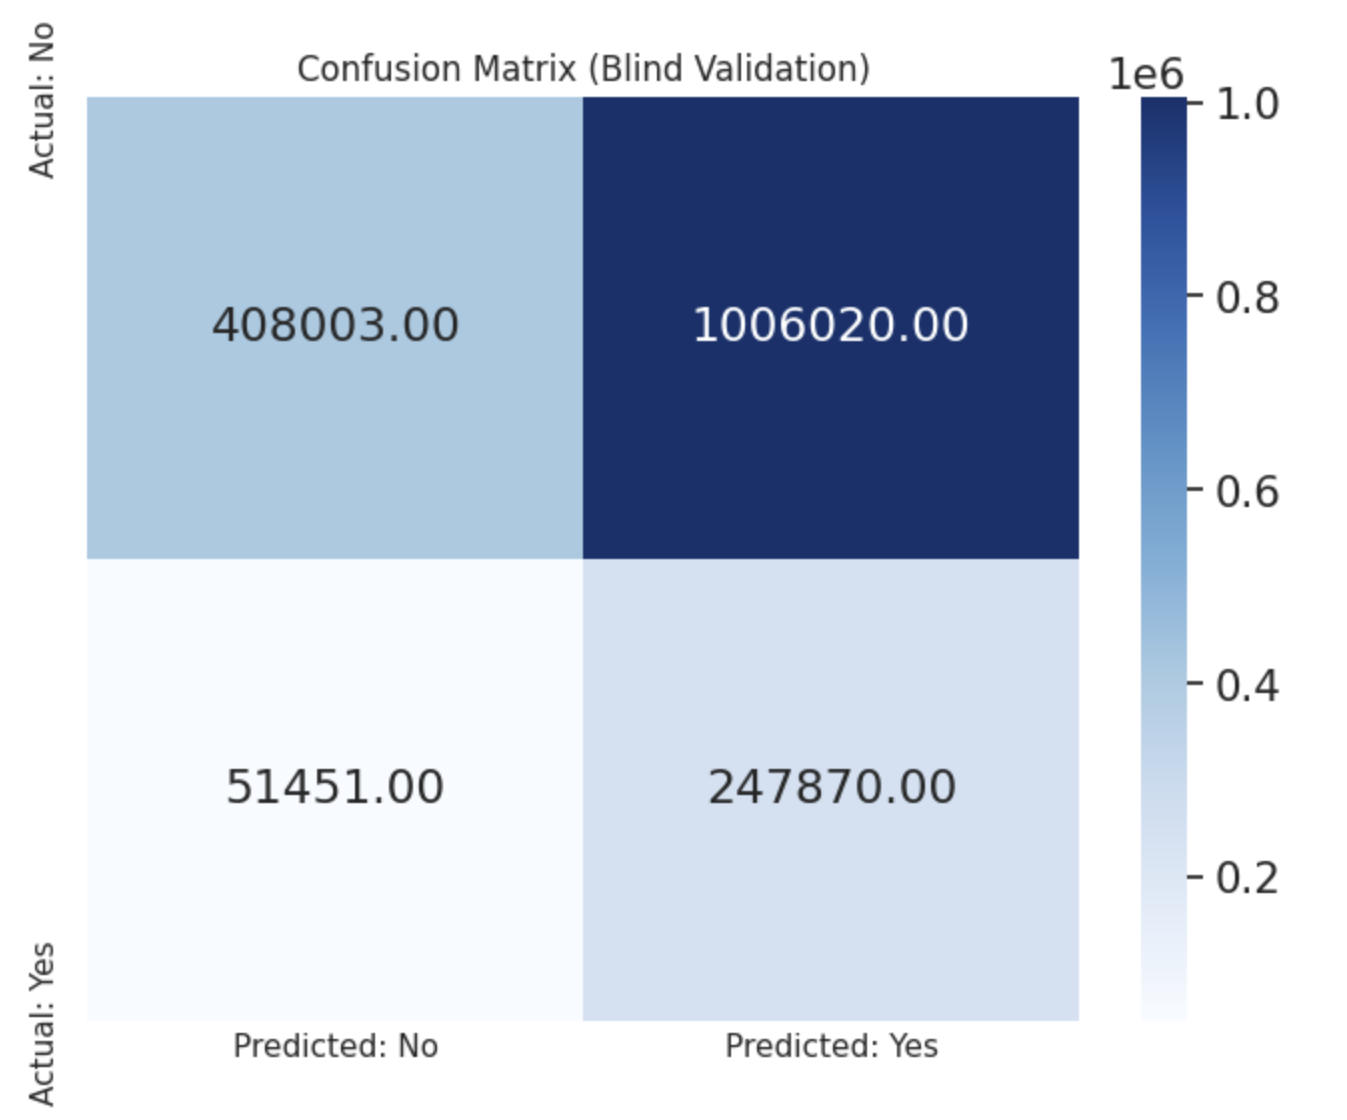 Actual: No
Confusion Matrix (Blind Validation)
1e6
1.0
408003.00
1006020.00
0.8
0.6
0.4
51451.00
247870.00
0.2
Actual: Yes
Predicted: No
Predicted: Yes